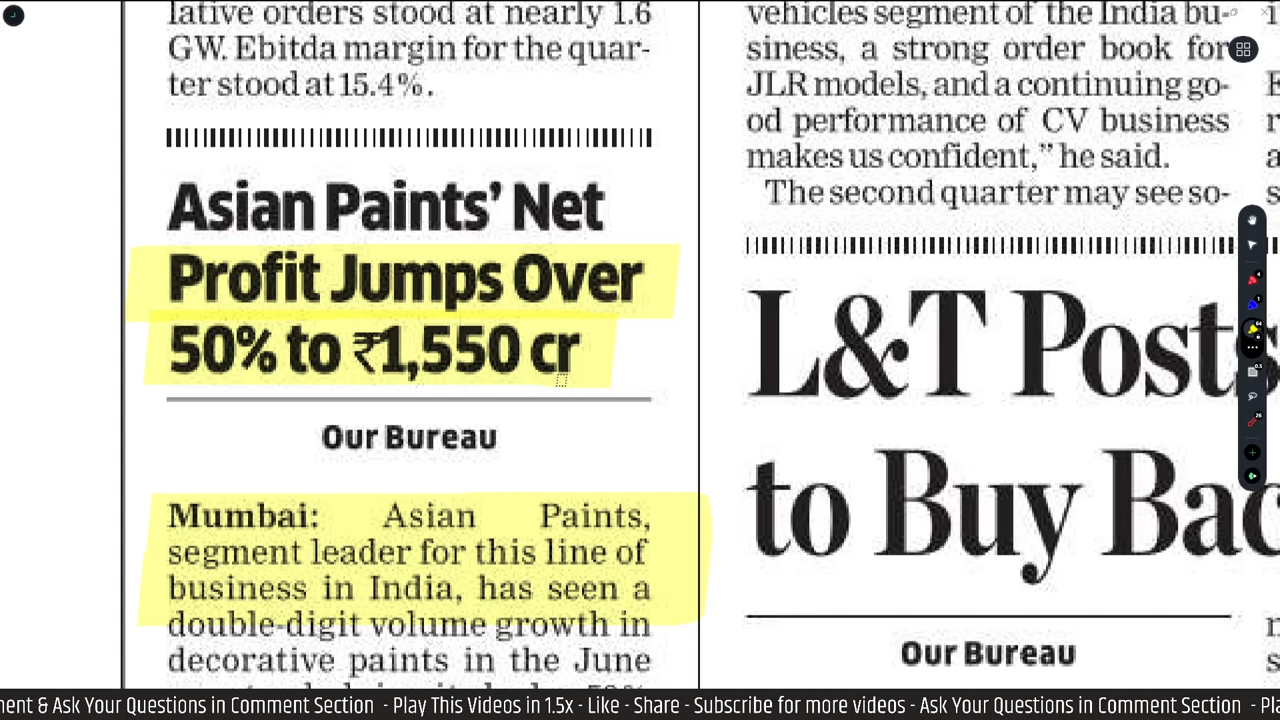 lative orders stood at nearly 1.6
GW. Ebitda margin for the quar-
ter stood at 15.4%.
Asian Paints’ Net
Profit Jumps Over
50% to ₹1,550 cr
Our Bureau
Mumbai: Asian Paints,
segment leader for this line of
business in India, has seen a
double-digit volume growth in
decorative paints in the June
vehicles segment of the India bu-
siness, a strong order book for
JLR models, and a continuing go-
od performance of CV business
makes us confident,” he said.
The second quarter may see so-
L&T Posts
to Buy Bac
Our Bureau
ment & Ask Your Questions in Comment Section - Play This Videos in 1.5x - Like - Share - Subscribe for more videos - Ask Your Questions in Comment Section - Pla